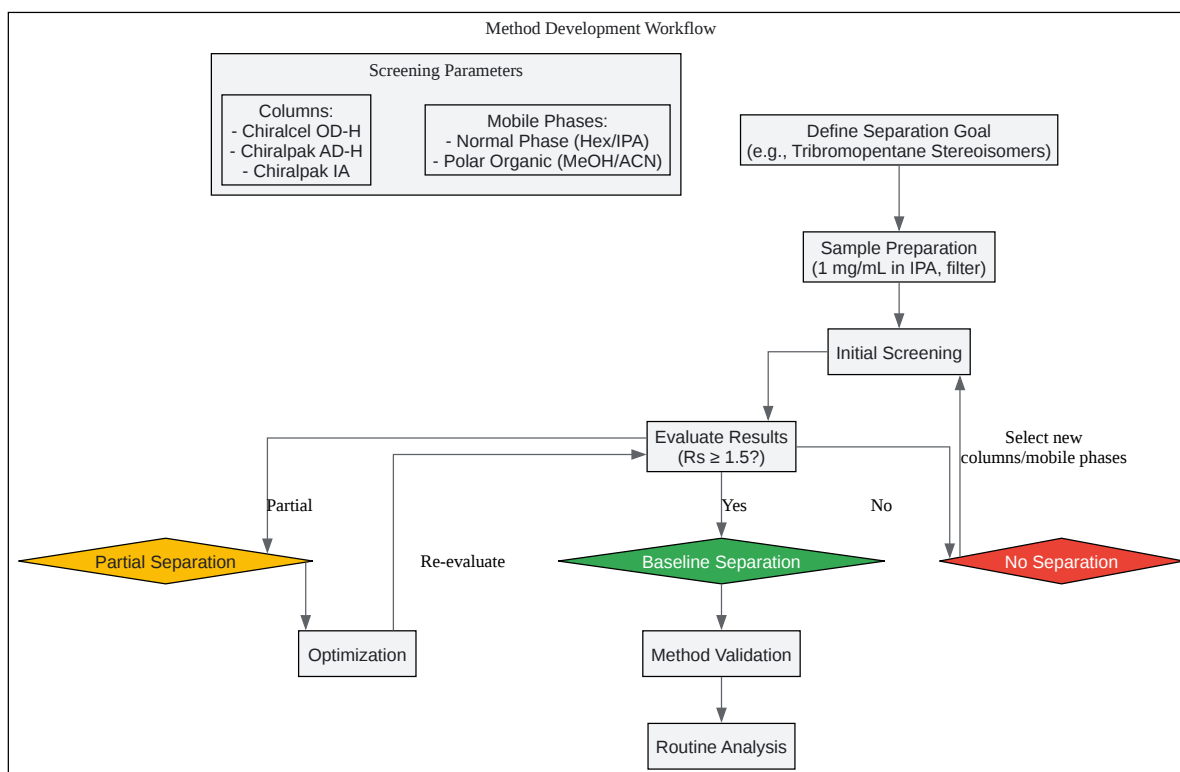 Method Development Workflow
Screening Parameters
Columns:
- Chiralcel OD-H
- Chiralpak AD-H
- Chiralpak IA
Mobile Phases:
- Normal Phase (Hex/IPA)
- Polar Organic (MeOH/ACN)
Define Separation Goal
(e.g., Tribromopentane Stereoisomers)
Sample Preparation
(1 mg/mL in IPA, filter)
Initial Screening
Evaluate Results
(Rs ≥ 1.5?)
Select new
columns/mobile phases
Partial
Yes
No
Partial Separation
Re-evaluate
Baseline Separation
No Separation
Optimization
Method Validation
Routine Analysis